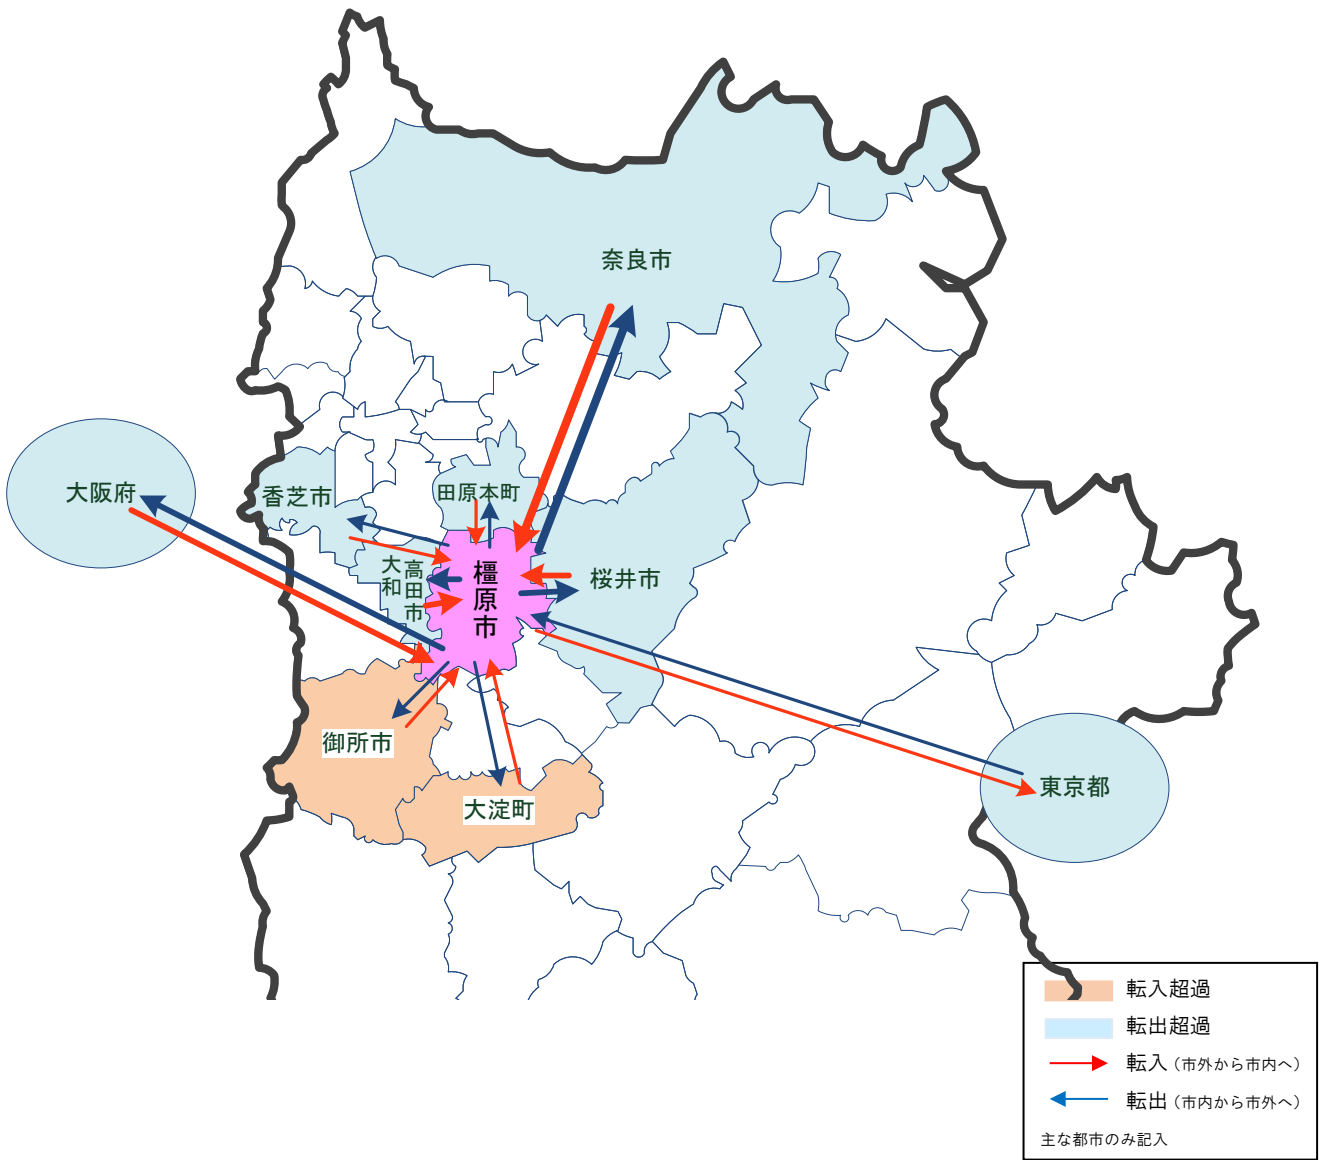 奈良市
大阪府
香芝市
田原本町
大和
高田市
橿原市
桜井市
御所市
大淀町
東京都
転入超過
転出超過
転入（市外から市内へ）
転出（市内から市外へ）
主な都市のみ記入